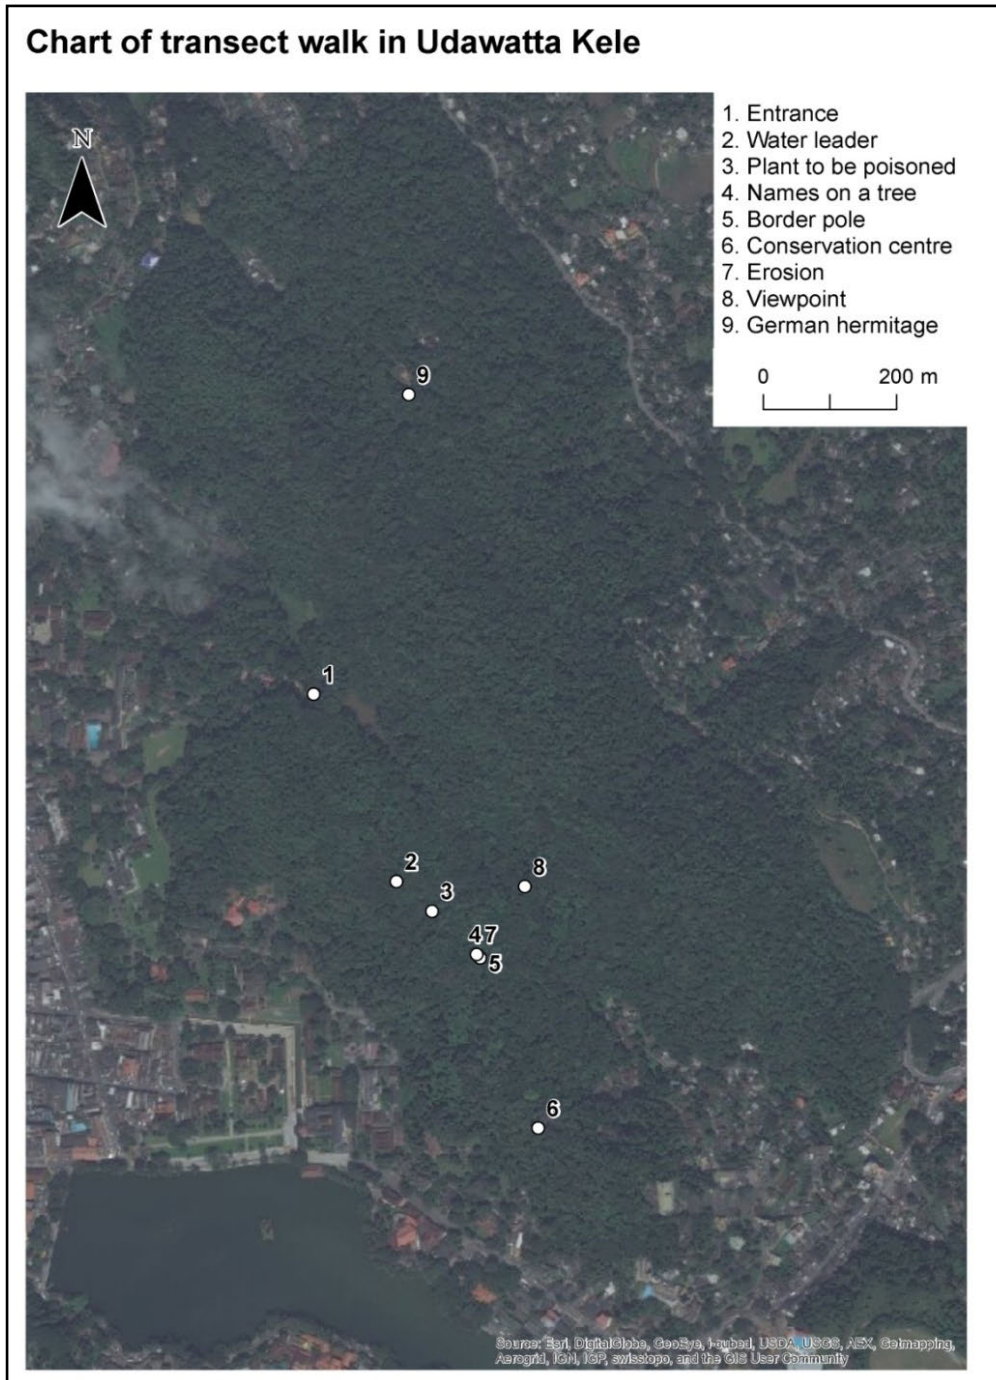 Chart of transect walk in Udawatta Kele
N
1. Entrance
2. Water leader
3. Plant to be poisoned
4. Names on a tree
5. Border pole
6. Conservation centre
7. Erosion
8. Viewpoint
9. German hermitage
0 200 m
9
1
2
8
3
4 7
5
6
Source: Esri, DigitalGlobe, GeoEye, i-cubed, USDA, USGS, AEX, Getmapping,
Aerogrid, IGN, IGP, swisstopo, and the GIS User Community